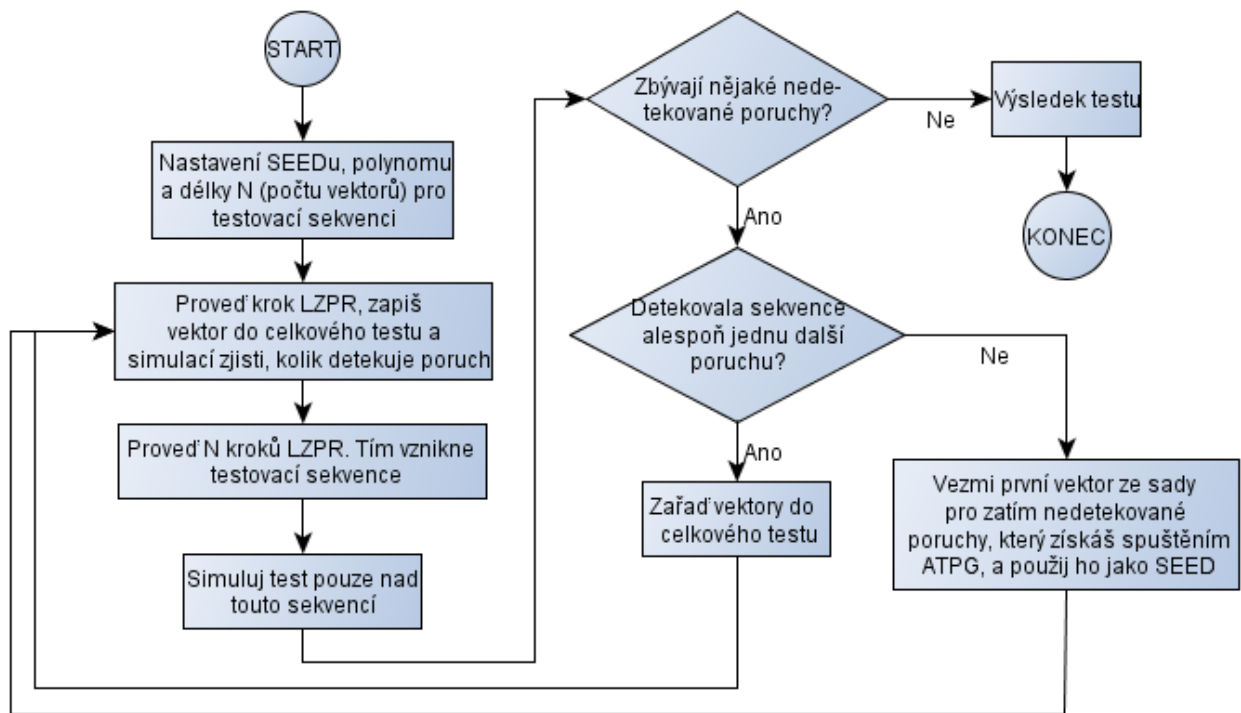 START
Nastavení SEEDu, polynomu
a délky N (počtu vektorů) pro
testovací sekvenci
Proveď krok LZPR, zapiš
vektor do celkového testu a
simulací zjisti, kolik detekuje poruch
Proveď N kroků LZPR. Tím vznikne
testovací sekvence
Simuluj test pouze nad
touto sekvencí
Zbývají nějaké nede-
tekované poruchy?
Ne
Výsledek testu
KONEC
Ano
Detekovala sekvence
alespoň jednu další
poruchu?
Ne
Ano
Zařaď vektory do
celkového testu
Vezmi první vektor ze sady
pro zatím nedetekované
poruchy, který získáš spuštěním
ATPG, a použij ho jako SEED